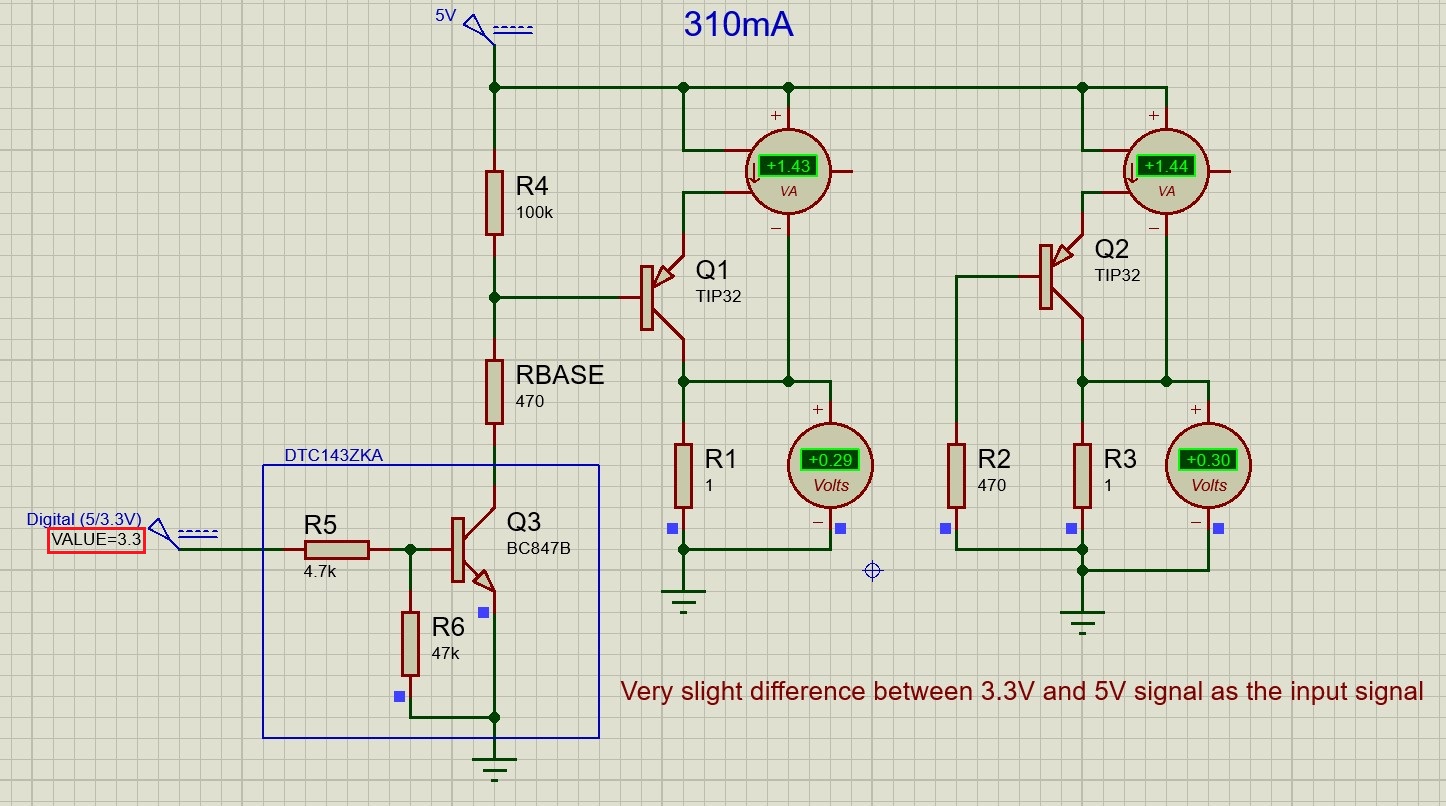 5V
310mA
+
+1.43
VA
−
+
+1.44
VA
−
R4
100k
Q1
TIP32
Q2
TIP32
RBASE
470
+
+0.29
Volts
−
+
+0.30
Volts
−
R1
1
R2
470
R3
1
DTC143ZKA
Digital (5/3.3V)
VALUE=3.3
R5
4.7k
Q3
BC847B
R6
47k
Very slight difference between 3.3V and 5V signal as the input signal